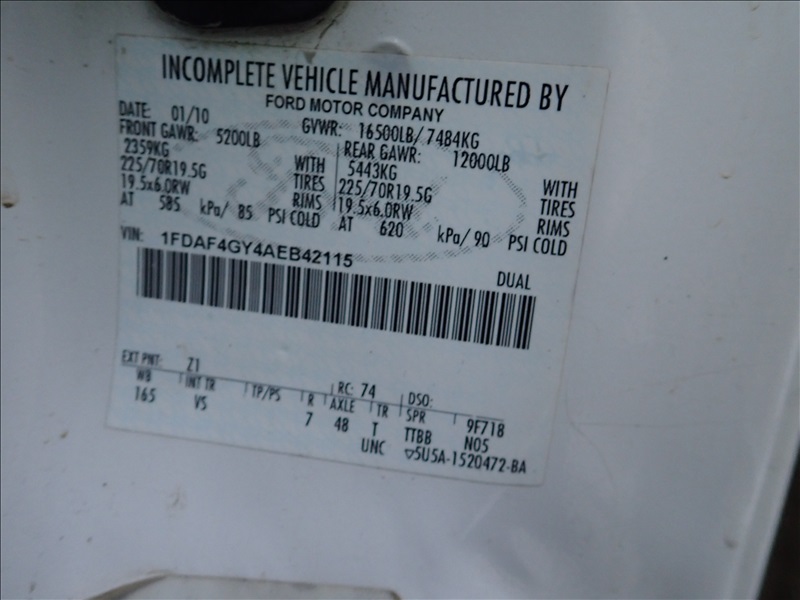 INCOMPLETE VEHICLE MANUFACTURED BY
FORD MOTOR COMPANY
DATE: 01/10 GVWR: 16500LB/ 7484KG
FRONT GAWR: 5200LB REAR GAWR: 12000LB
2359KG WITH 5443KG WITH
225/70R19.5G TIRES 225/70R19.5G TIRES
19.5x6.0RW RIMS 19.5x6.0RW RIMS
AT 585 kPa/ 85 PSI COLD AT 620 kPa/ 90 PSI COLD
VIN: 1FDAF4GY4AEB42115
DUAL
EXT PNT: Z1 RC: 74 DSO:
WB INT TR TP/PS R AXLE TR SPR 9F718
165 VS 7 48 T TTBB N05
UNC ▽5U5A-1520472-BA